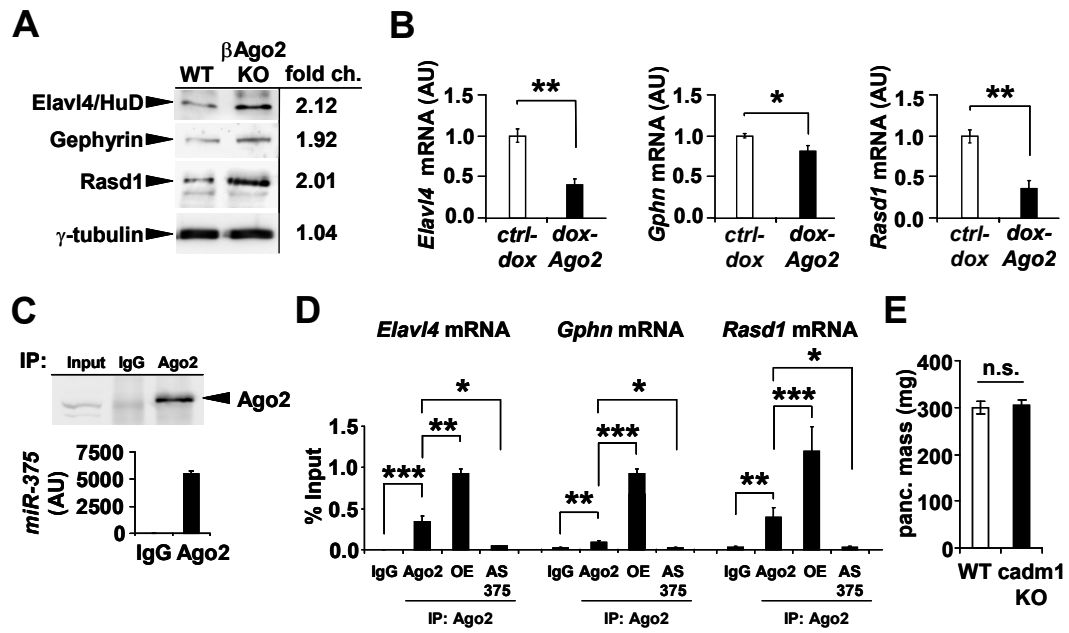 A
βAgo2
WT KO fold ch.
Elavl4/HuD 2.12
Gephyrin 1.92
Rasd1 2.01
γ-tubulin 1.04
B
Elavl4 mRNA (AU)
1.5
1.0
0.5
0.0
**
ctrl-dox
dox-Ago2
Gphn mRNA (AU)
1.5
1.0
0.5
0.0
*
ctrl-dox
dox-Ago2
Rasd1 mRNA (AU)
1.5
1.0
0.5
0.0
**
ctrl-dox
dox-Ago2
C
IP: Input IgG Ago2
Ago2
miR-375 (AU)
7500
5000
2500
0
IgG Ago2
D
Elavl4 mRNA Gphn mRNA Rasd1 mRNA
% Input
1.5
1.0
0.5
0.0
*** ** *
** *** *
** *** *
IgG Ago2 OE AS 375
IP: Ago2
IgG Ago2 OE AS 375
IP: Ago2
IgG Ago2 OE AS 375
IP: Ago2
E
panc. mass (mg)
400
300
200
100
0
n.s.
WT cadm1 KO